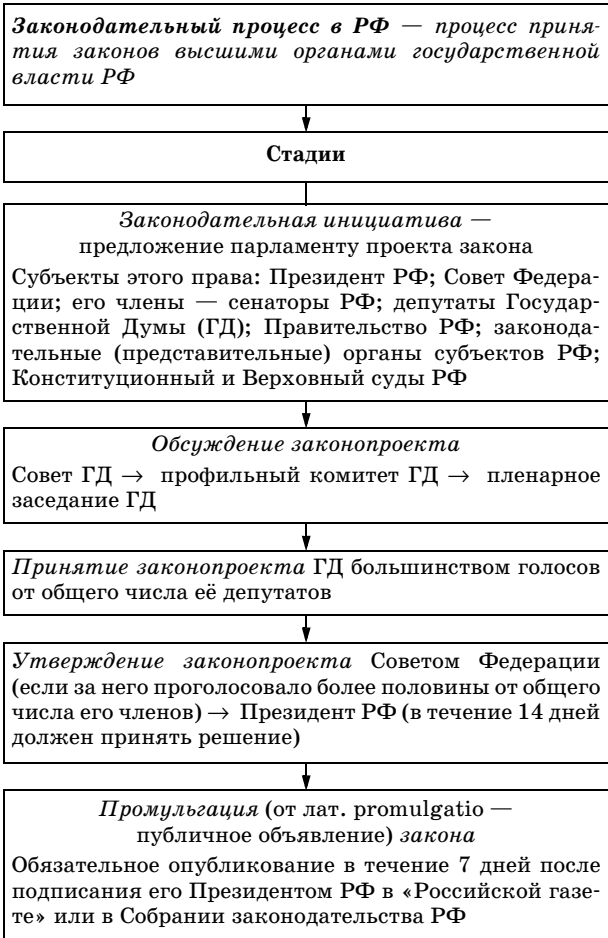 Законодательный процесс в РФ — процесс приня-
тия законов высшими органами государственной
власти РФ
Стадии
Законодательная инициатива —
предложение парламенту проекта закона
Субъекты этого права: Президент РФ; Совет Федера-
ции; его члены — сенаторы РФ; депутаты Государ-
ственной Думы (ГД); Правительство РФ; законода-
тельные (представительные) органы субъектов РФ;
Конституционный и Верховный суды РФ
Обсуждение законопроекта
Совет ГД → профильный комитет ГД → пленарное
заседание ГД
Принятие законопроекта ГД большинством голосов
от общего числа её депутатов
Утверждение законопроекта Советом Федерации
(если за него проголосовало более половины от общего
числа его членов) → Президент РФ (в течение 14 дней
должен принять решение)
Промульгация (от лат. promulgatio —
публичное объявление) закона
Обязательное опубликование в течение 7 дней после
подписания его Президентом РФ в «Российской газе-
те» или в Собрании законодательства РФ